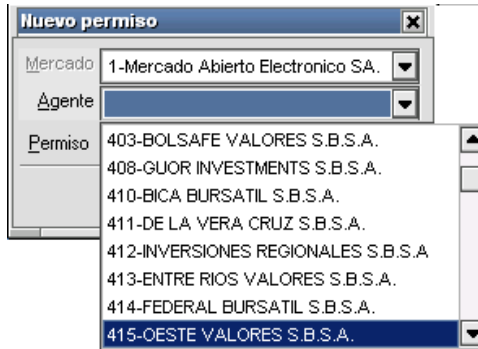 Nuevo permiso
Mercado 1-Mercado Abierto Electronico SA.
Agente
Permiso
403-BOLSAFE VALORES S.B.S.A.
408-GUOR INVESTMENTS S.B.S.A.
410-BICA BURSATIL S.B.S.A.
411-DE LA VERA CRUZ S.B.S.A.
412-INVERSIONES REGIONALES S.B.S.A
413-ENTRE RIOS VALORES S.B.S.A.
414-FEDERAL BURSATIL S.B.S.A.
415-OESTE VALORES S.B.S.A.